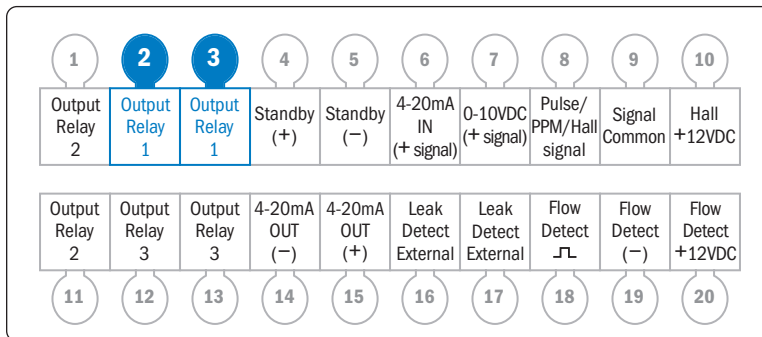 1 2 3 4 5 6 7 8 9 10
Output Output Output Standby Standby 4-20mA 0-10VDC Pulse/ Signal Hall
Relay Relay Relay (+) (−) IN (+ signal) PPM/Hall Common +12VDC
2 1 1 (+ signal) signal
Output Output Output 4-20mA 4-20mA Leak Leak Flow Flow Flow
Relay Relay Relay OUT OUT Detect Detect Detect Detect Detect
2 3 3 (−) (+) External External (−) +12VDC
11 12 13 14 15 16 17 18 19 20